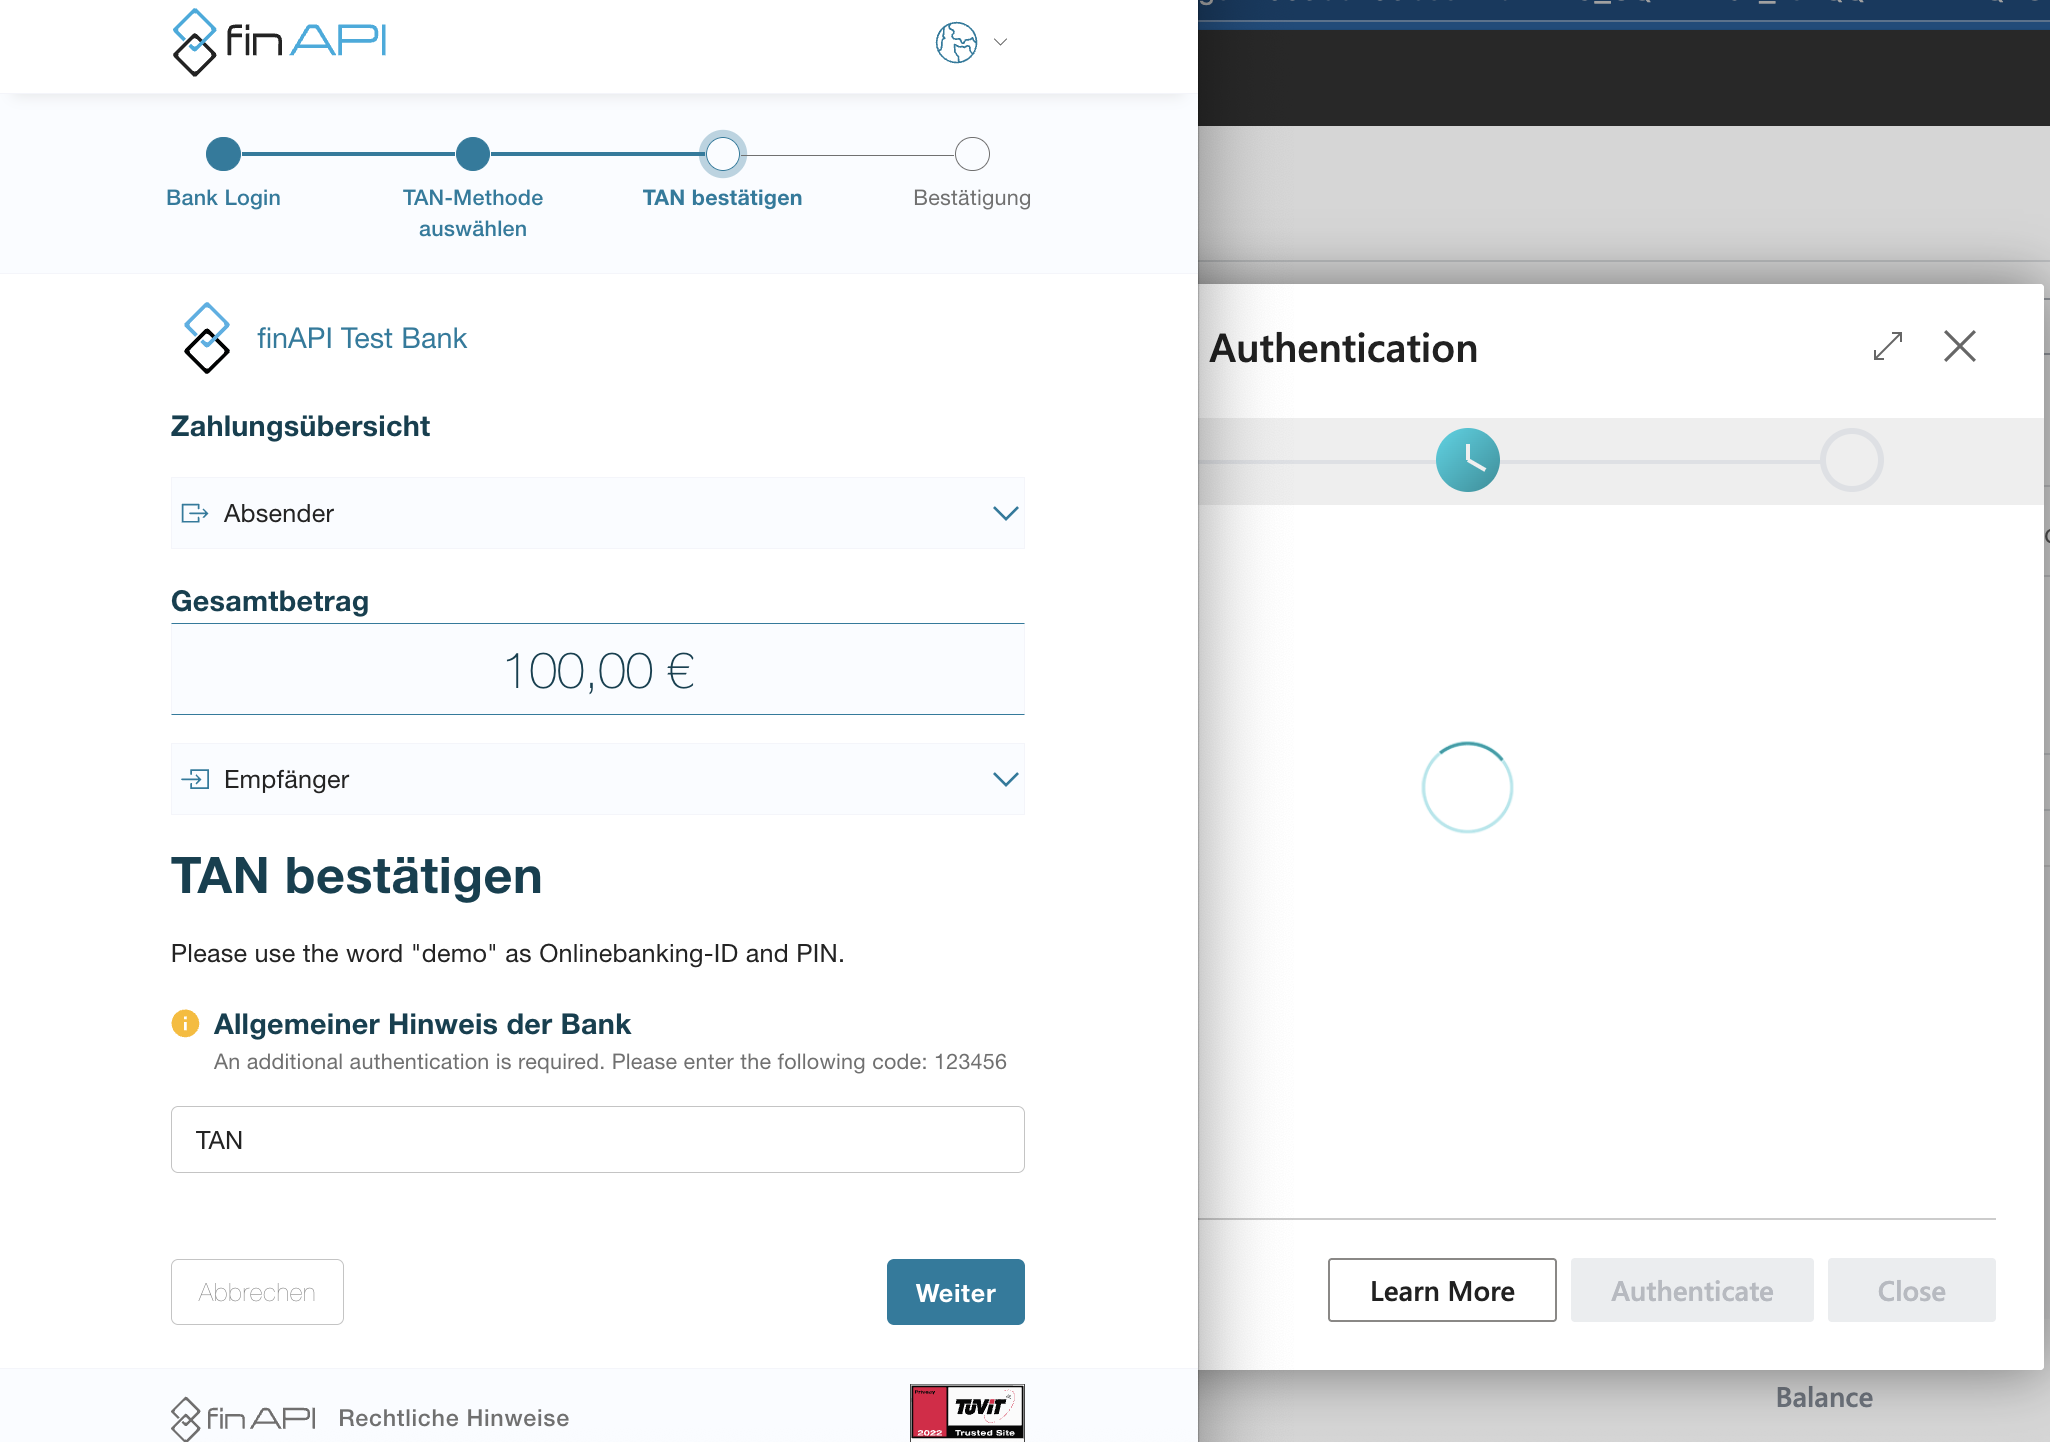 finAPI
Bank Login
TAN-Methode
auswählen
TAN bestätigen
Bestätigung
finAPI Test Bank
Zahlungsübersicht
Absender
Gesamtbetrag
100,00 €
Empfänger
TAN bestätigen
Please use the word "demo" as Onlinebanking-ID and PIN.
Allgemeiner Hinweis der Bank
An additional authentication is required. Please enter the following code: 123456
TAN
Abbrechen
Weiter
finAPI
Rechtliche Hinweise
Privacy
TÜViT
2022 Trusted Site
Authentication
Learn More
Authenticate
Close
Balance